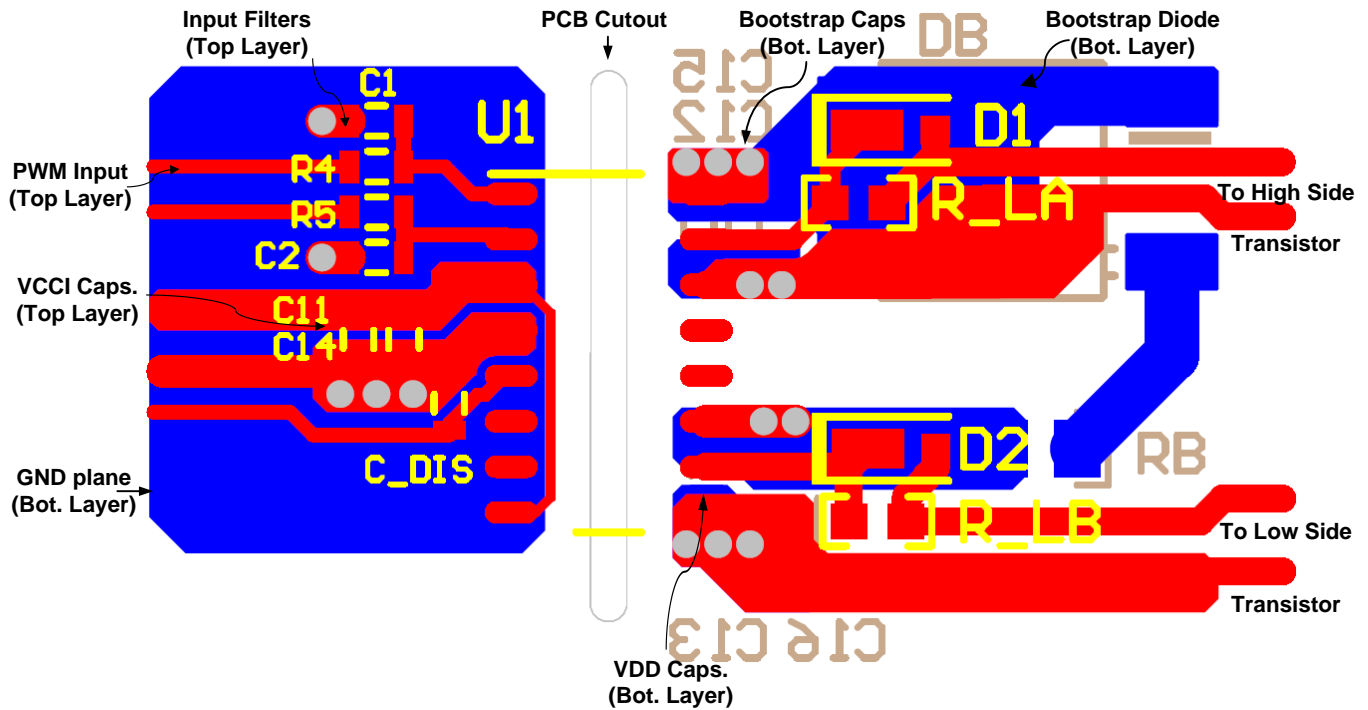 Input Filters
(Top Layer)
PCB Cutout
Bootstrap Caps
(Bot. Layer)
Bootstrap Diode
(Bot. Layer)
DB
C15
C12
C1
U1
D1
R4
R5
C2
R_LA
PWM Input
(Top Layer)
To High Side
Transistor
VCCI Caps.
(Top Layer)
C11
C14
C_DIS
D2
RB
GND plane
(Bot. Layer)
R_LB
To Low Side
Transistor
C13
C16
VDD Caps.
(Bot. Layer)